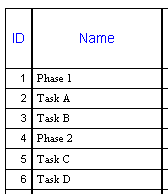 ID Name
1 Phase 1
2 Task A
3 Task B
4 Phase 2
5 Task C
6 Task D